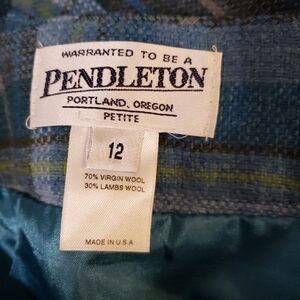 WARRANTED TO BE A
PENDLETON
PORTLAND, OREGON
PETITE
12
70% VIRGIN WOOL
30% LAMBS WOOL
MADE IN U.S.A